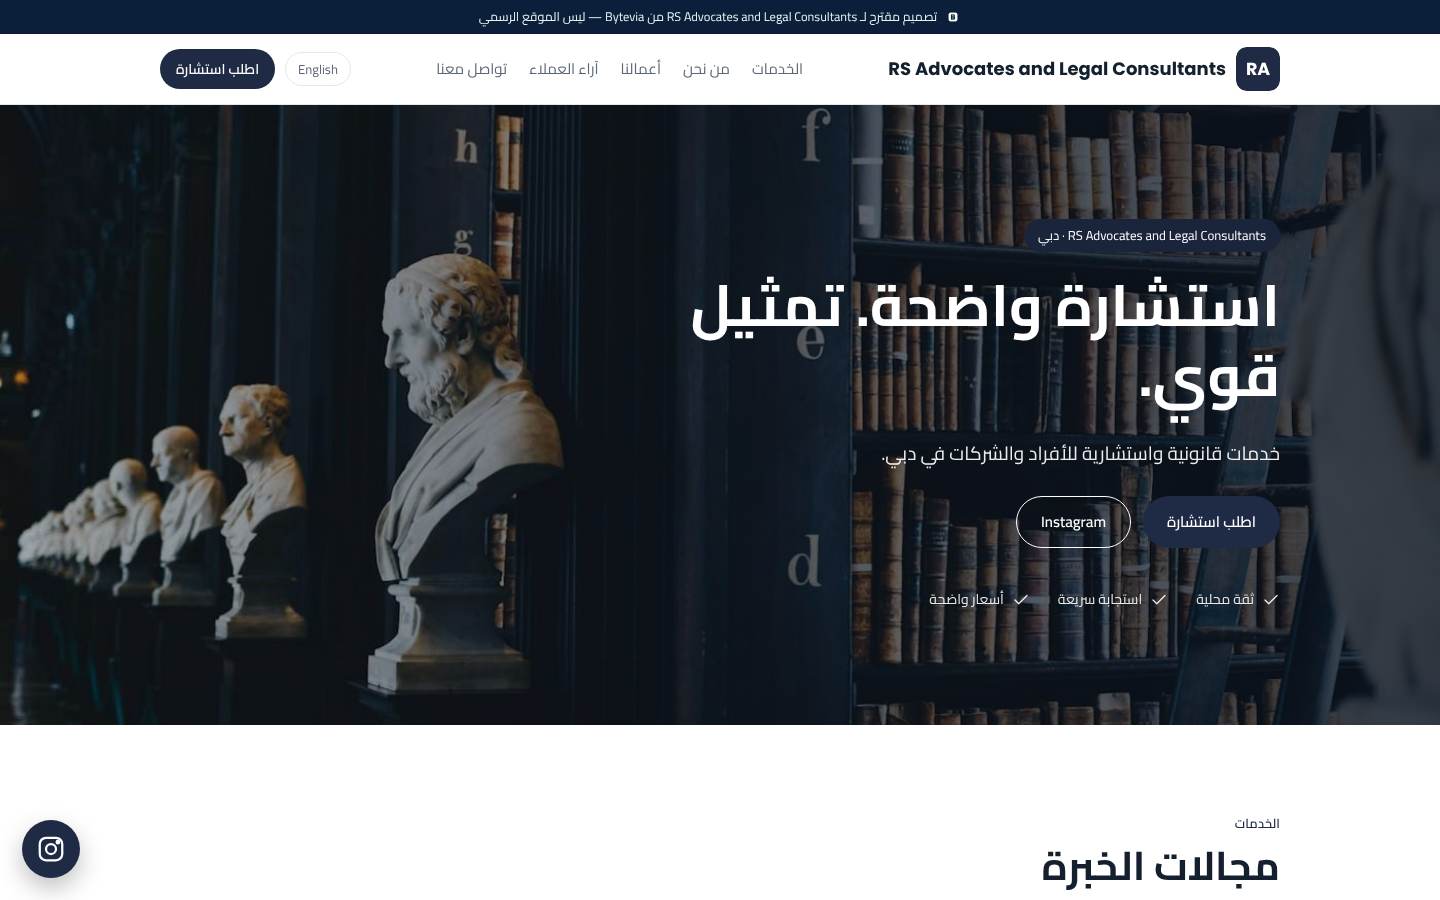 تصميم مقترح لـ RS Advocates and Legal Consultants من Bytevia — ليس الموقع الرسمي
RA
RS Advocates and Legal Consultants
الخدمات
من نحن
أعمالنا
آراء العملاء
تواصل معنا
English
اطلب استشارة
h
f
g
e
d
RS Advocates and Legal Consultants · دبي
استشارة واضحة. تمثيل
قوي.
خدمات قانونية واستشارية للأفراد والشركات في دبي.
اطلب استشارة
Instagram
ثقة محلية
استجابة سريعة
أسعار واضحة
الخدمات
مجالات الخبرة